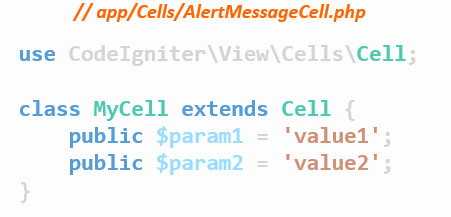 // app/Cells/AlertMessageCell.php
use CodeIgniter\View\Cells\Cell;
class MyCell extends Cell {
    public $param1 = 'value1';
    public $param2 = 'value2';
}